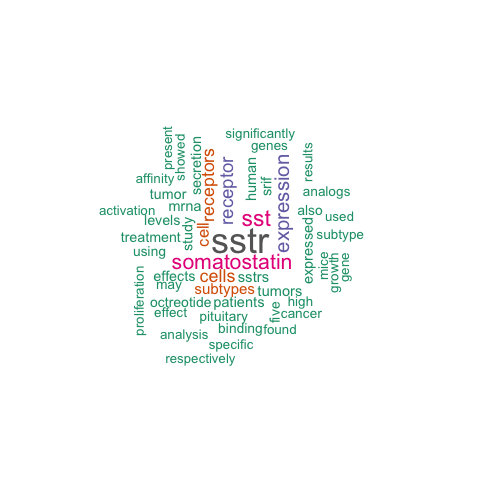 significantly
genes
present
showed
secretion
receptors
receptor
human
srif
expression
results
affinity
tumor
analogs
mrna
activation
levels
study
cell
sst
also
used
treatment
sstr
expressed
subtype
using
somatostatin
mice
growth
gene
effects
cells
sstrs
may
subtypes
tumors
proliferation
octreotide
patients
five
high
effect
pituitary
cancer
analysis
binding
found
specific
respectively